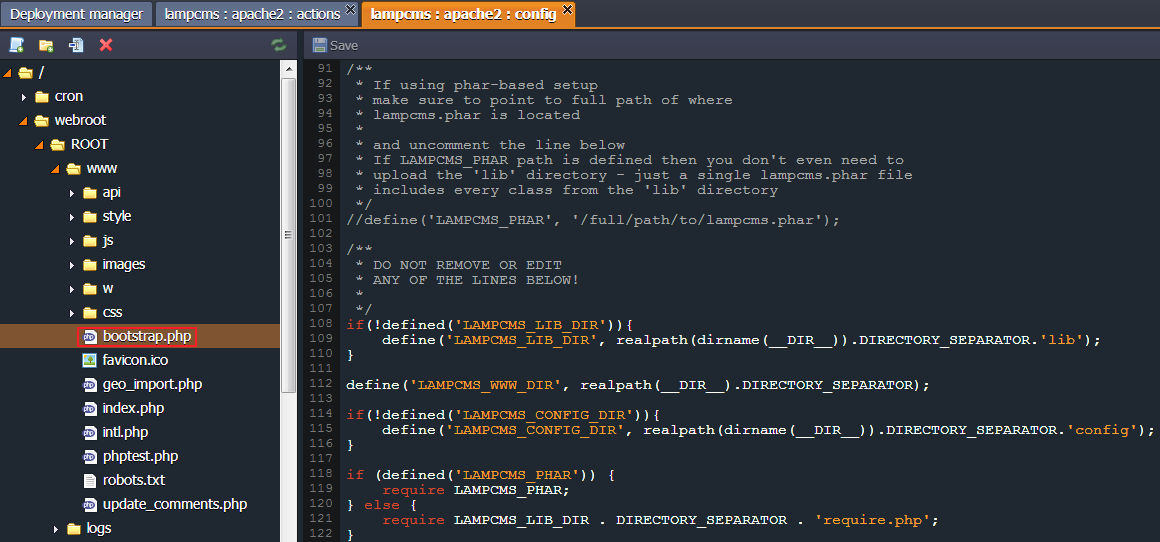 Deployment manager
lampcms : apache2 : actions
lampcms : apache2 : config
Save
/
cron
webroot
ROOT
www
api
style
js
images
w
css
bootstrap.php
favicon.ico
geo_import.php
index.php
intl.php
phptest.php
robots.txt
update_comments.php
logs
91 /**
92  * If using phar-based setup
93  * make sure to point to full path of where
94  * lampcms.phar is located
95  *
96  * and uncomment the line below
97  * If LAMPCMS_PHAR path is defined then you don't even need to
98  * upload the 'lib' directory - just a single lampcms.phar file
99  * includes every class from the 'lib' directory
100  */
101 //define('LAMPCMS_PHAR', '/full/path/to/lampcms.phar');
102
103 /**
104  * DO NOT REMOVE OR EDIT
105  * ANY OF THE LINES BELOW!
106  *
107  */
108 if(!defined('LAMPCMS_LIB_DIR')){
109     define('LAMPCMS_LIB_DIR', realpath(dirname(__DIR__)).DIRECTORY_SEPARATOR.'lib');
110 }
111
112 define('LAMPCMS_WWW_DIR', realpath(__DIR__).DIRECTORY_SEPARATOR);
113
114 if(!defined('LAMPCMS_CONFIG_DIR')){
115     define('LAMPCMS_CONFIG_DIR', realpath(dirname(__DIR__)).DIRECTORY_SEPARATOR.'config');
116 }
117
118 if (defined('LAMPCMS_PHAR')) {
119     require LAMPCMS_PHAR;
120 } else {
121     require LAMPCMS_LIB_DIR . DIRECTORY_SEPARATOR . 'require.php';
122 }